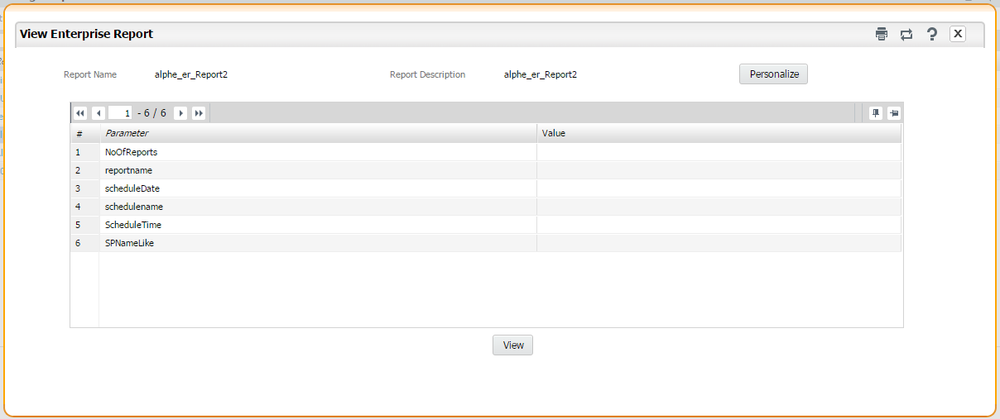 View Enterprise Report ? X
Report Name alphe_er_Report2 Report Description alphe_er_Report2 Personalize
1 - 6 / 6
# Parameter Value
1 NoOfReports
2 reportname
3 scheduleDate
4 schedulename
5 ScheduleTime
6 SPNameLike
View